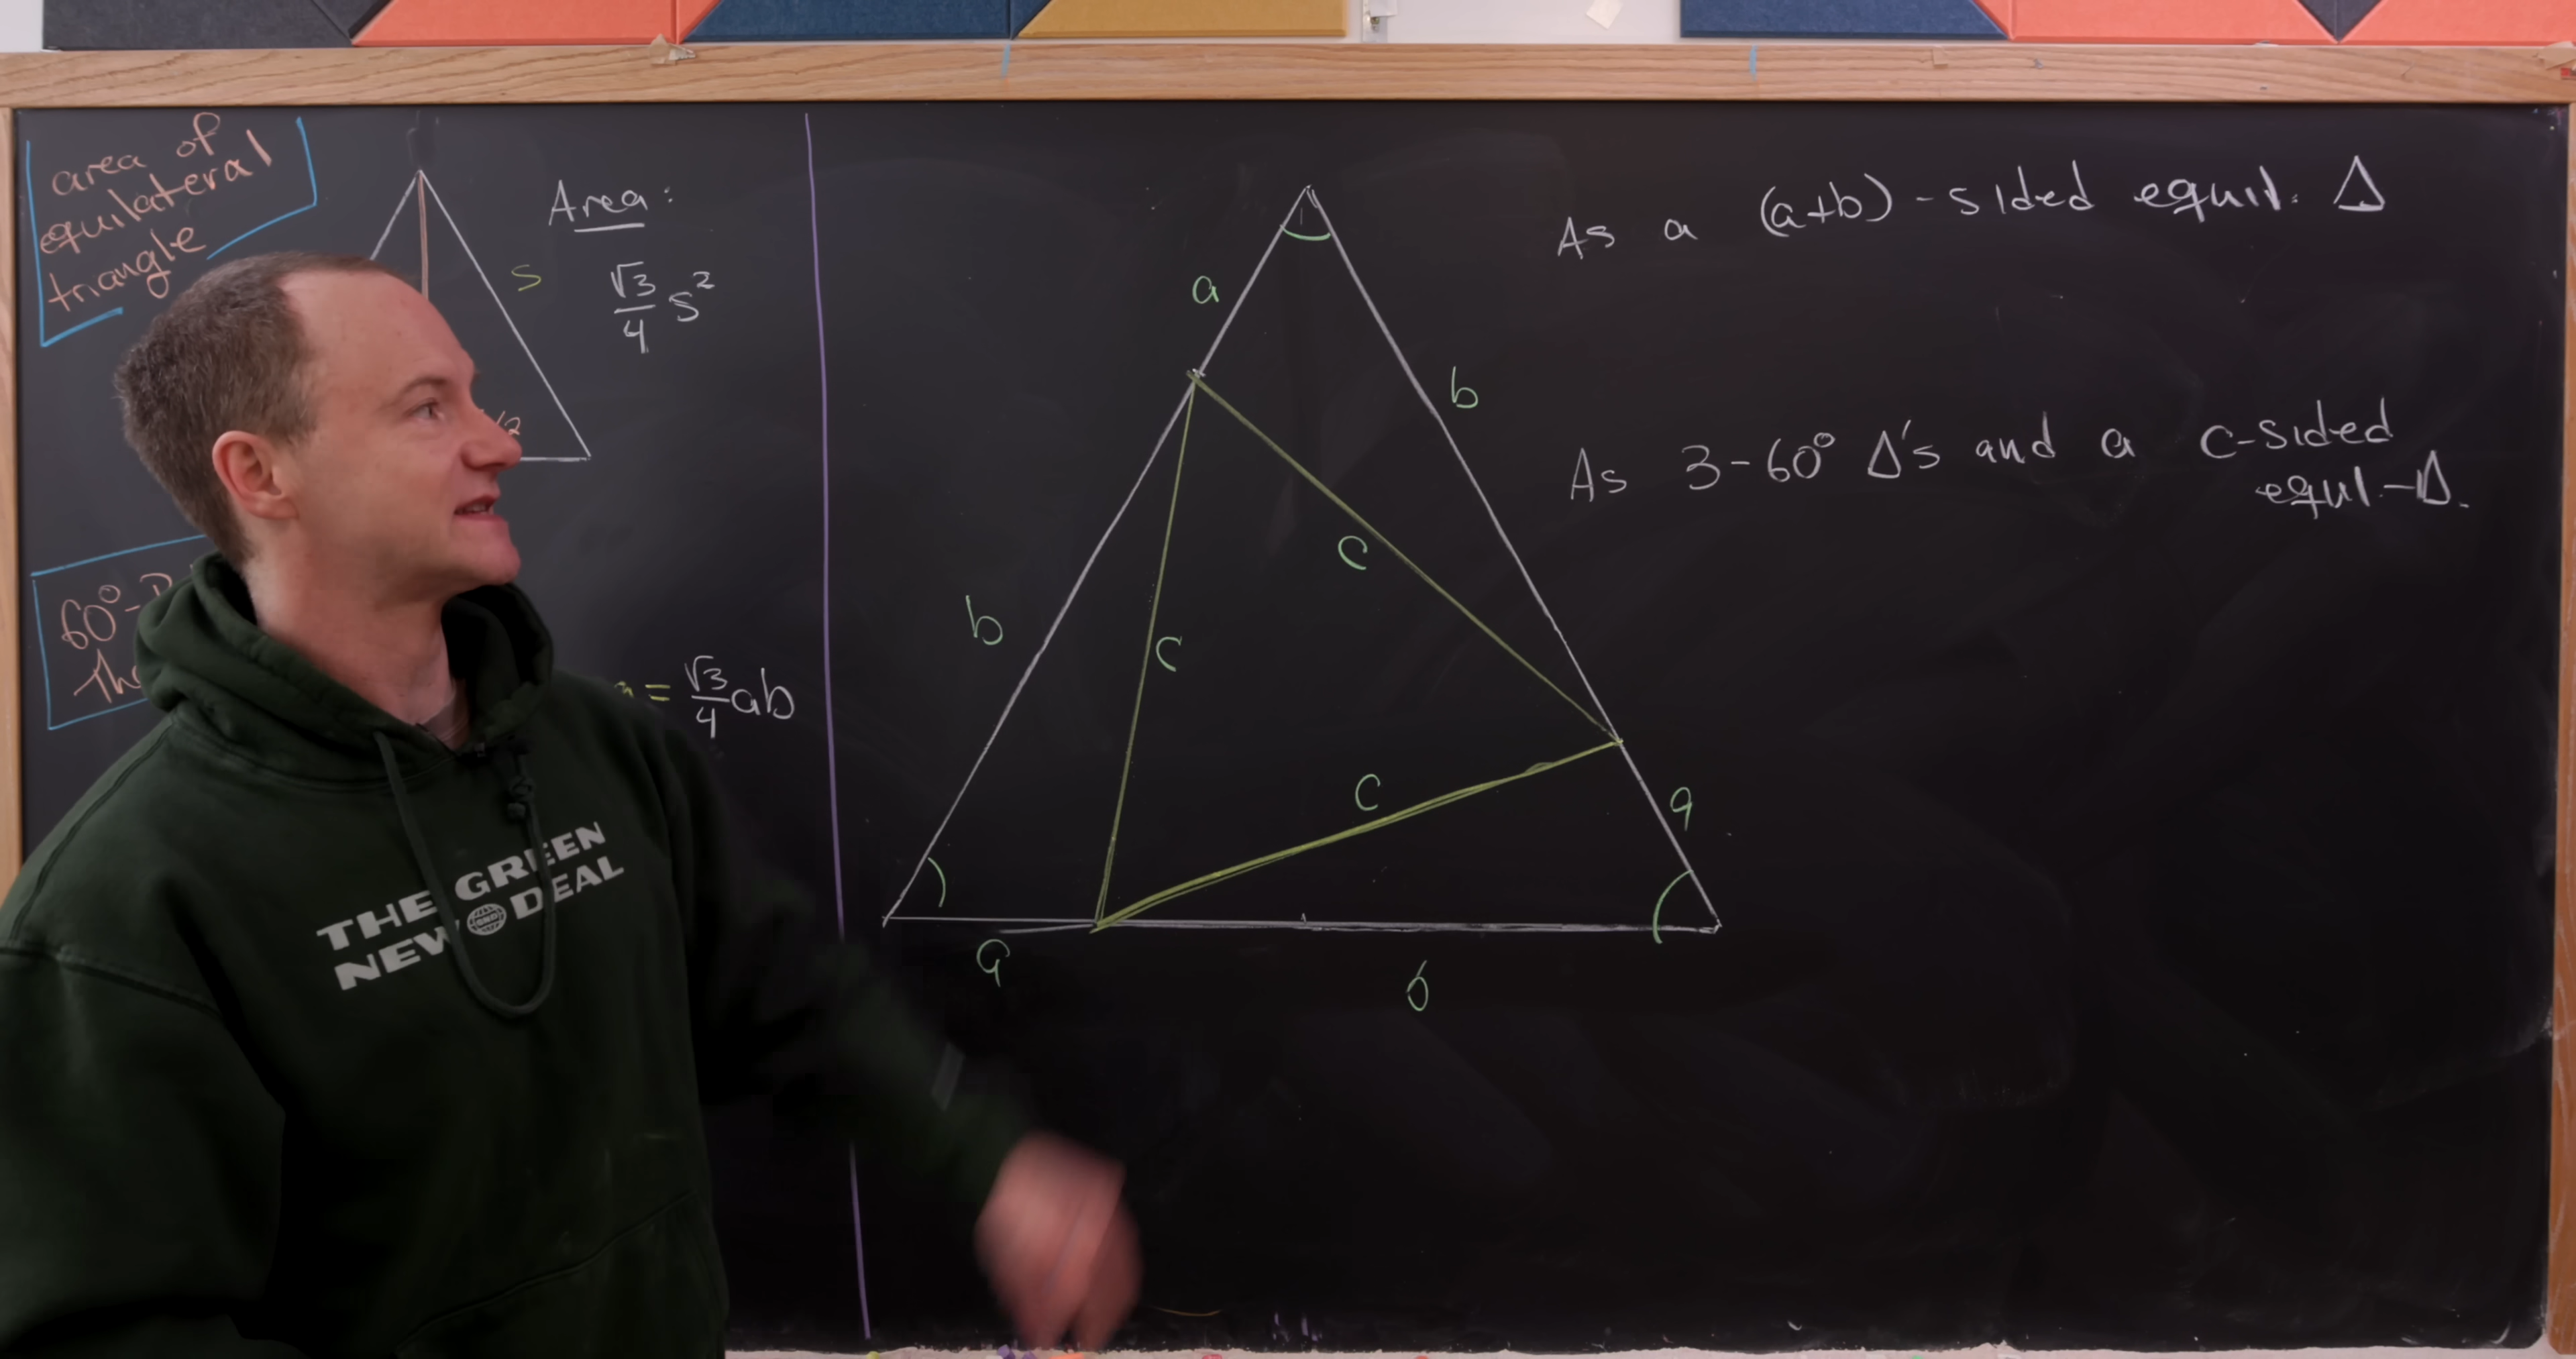 area of
equilateral
triangle
Area:
√3/4 s²
s
60°
= √3/4 ab
THE GREEN
NEW DEAL
a
b
b
c
c
c
a
a
b
As a (a+b)-sided equil. Δ
As 3-60° Δ's and a c-sided
equil.-Δ.